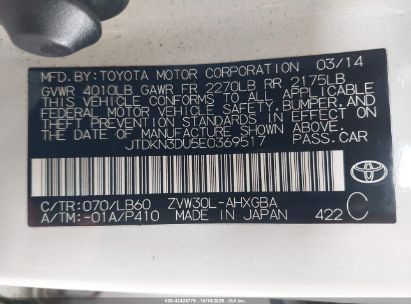 MFD.BY:TOYOTA MOTOR CORPORATION 03/14
GVWR 4010LB GAWR FR 2270LB RR 2175LB
THIS VEHICLE CONFORMS TO ALL APPLICABLE
FEDERAL MOTOR VEHICLE SAFETY, BUMPER, AND
THEFT PREVENTION STANDARDS IN EFFECT ON
THE DATE OF MANUFACTURE SHOWN ABOVE.
JTDKN3DU5E0369517 PASS.CAR
C/TR:070/LB60 ZVW30L-AHXGBA
A/TM:-01A/P410 MADE IN JAPAN 422 C
TOYOTA